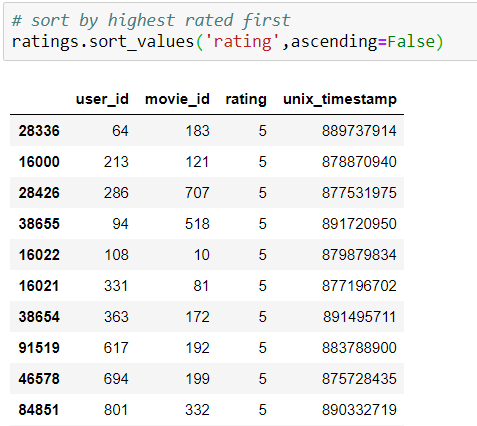 # sort by highest rated first
ratings.sort_values('rating',ascending=False)
user_id movie_id rating unix_timestamp
28336 64 183 5 889737914
16000 213 121 5 878870940
28426 286 707 5 877531975
38655 94 518 5 891720950
16022 108 10 5 879879834
16021 331 81 5 877196702
38654 363 172 5 891495711
91519 617 192 5 883788900
46578 694 199 5 875728435
84851 801 332 5 890332719